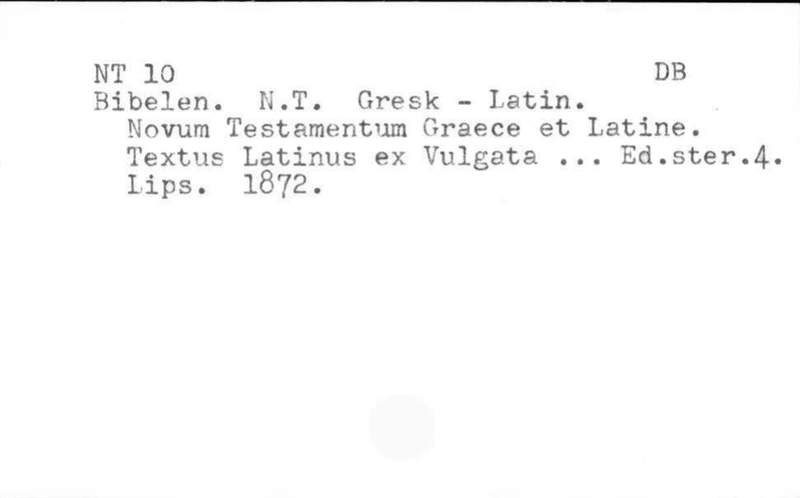 NT 10 DB
Bibelen. N.T. Gresk - Latin.
Novum Testamentum Graece et Latine.
Textus Latinus ex Vulgata ... Ed.ster.4.
Lips. 1872.